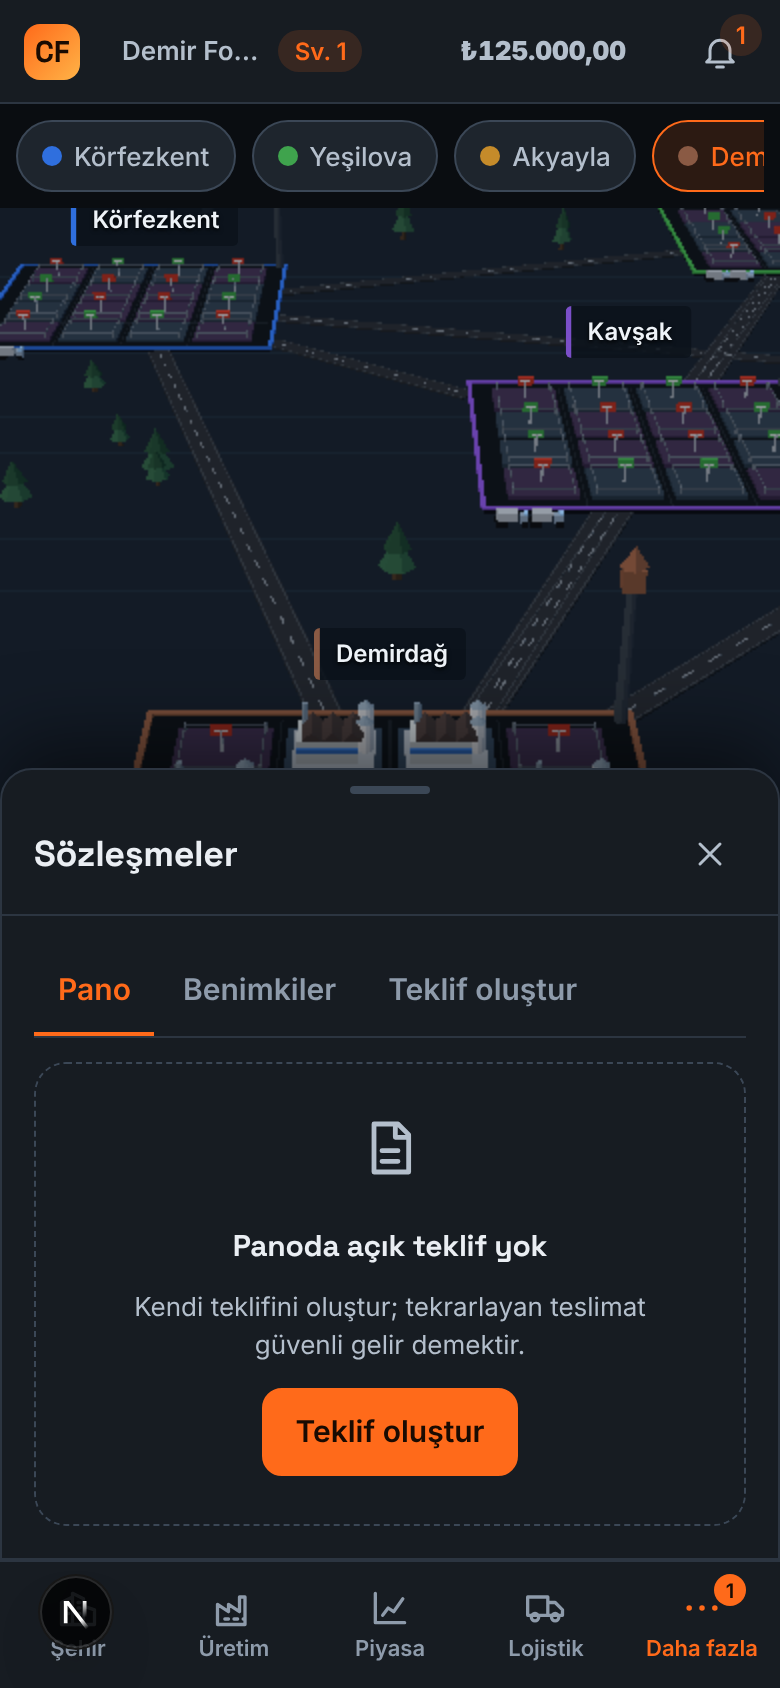 CF
Demir Fo...
Sv. 1
₺125.000,00
1
Körfezkent
Yeşilova
Akyayla
Dem
Körfezkent
Kavşak
Demirdağ
Sözleşmeler
Pano
Benimkiler
Teklif oluştur
Panoda açık teklif yok
Kendi teklifini oluştur; tekrarlayan teslimat
güvenli gelir demektir.
Teklif oluştur
N
1
Şehir
Üretim
Piyasa
Lojistik
Daha fazla